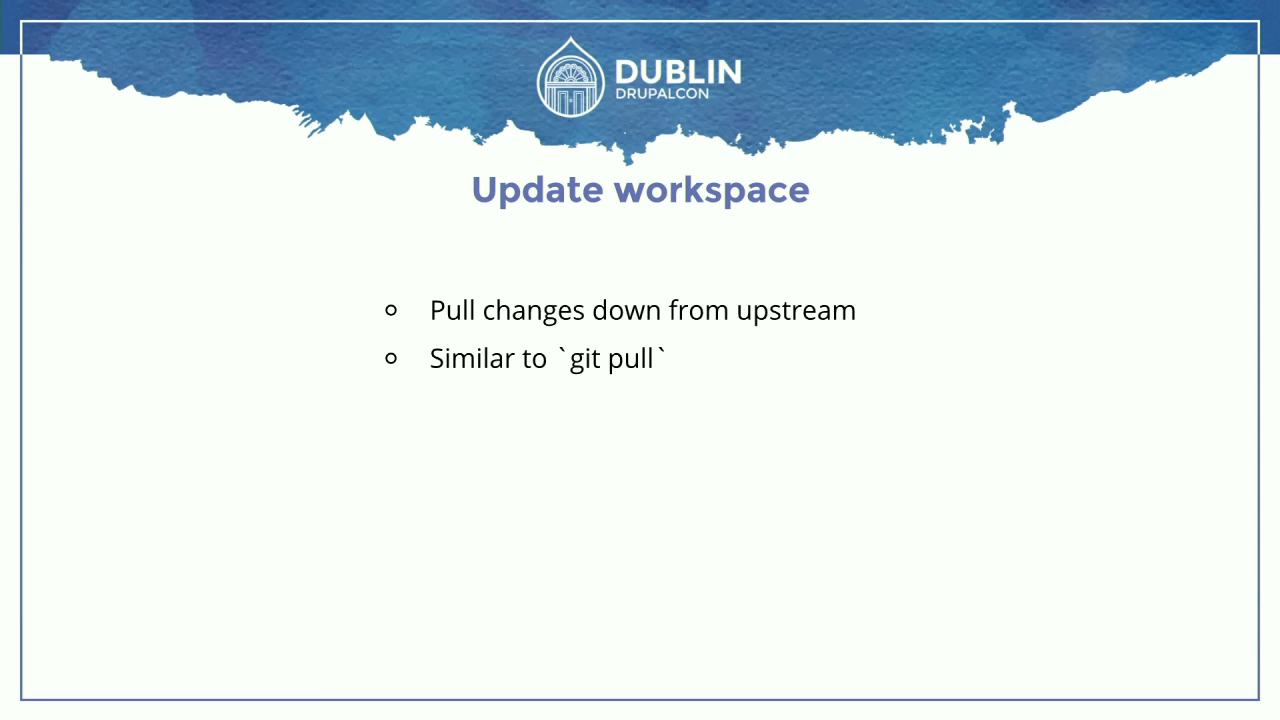 DUBLIN
DRUPALCON
Update workspace
Pull changes down from upstream
Similar to `git pull`